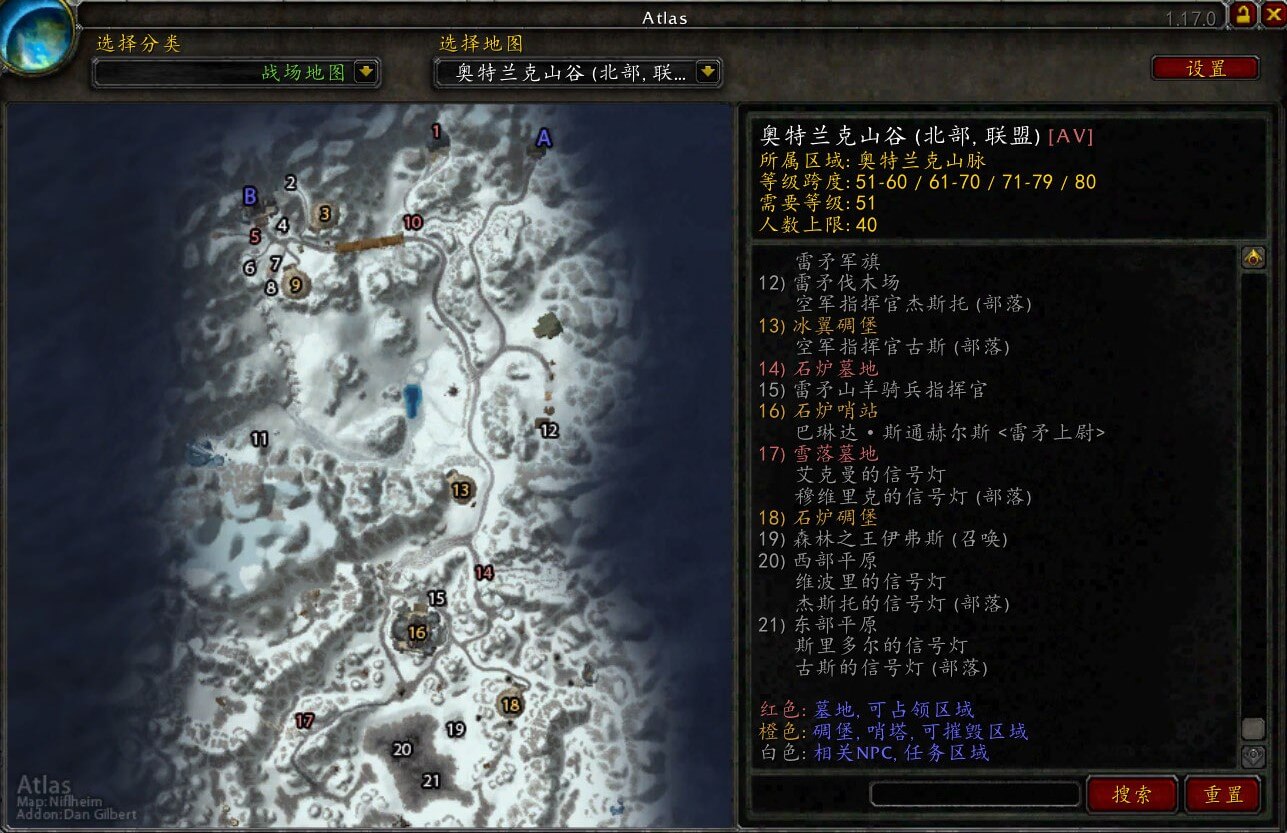 Atlas
1.17.0
选择分类
选择地图
战场地图
奥特兰克山谷 (北部, 联...
设置
1
A
2
B
3
4
10
5
6
7
8
9
11
12
13
14
15
16
17
18
19
20
21
Atlas
Map: Niflheim
Addon:Dan Gilbert
奥特兰克山谷 (北部, 联盟) [AV]
所属区域: 奥特兰克山脉
等级跨度: 51-60 / 61-70 / 71-79 / 80
需要等级: 51
人数上限: 40
雷矛军旗
12) 雷矛伐木场
空军指挥官杰斯托 (部落)
13) 冰翼碉堡
空军指挥官古斯 (部落)
14) 石炉墓地
15) 雷矛山羊骑兵指挥官
16) 石炉哨站
巴琳达·斯通赫尔斯 <雷矛上尉>
17) 雪落墓地
艾克曼的信号灯
穆维里克的信号灯 (部落)
18) 石炉碉堡
19) 森林之王伊弗斯 (召唤)
20) 西部平原
维波里的信号灯
杰斯托的信号灯 (部落)
21) 东部平原
斯里多尔的信号灯
古斯的信号灯 (部落)
红色: 墓地, 可占领区域
橙色: 碉堡, 哨塔, 可摧毁区域
白色: 相关NPC, 任务区域
搜索
重置